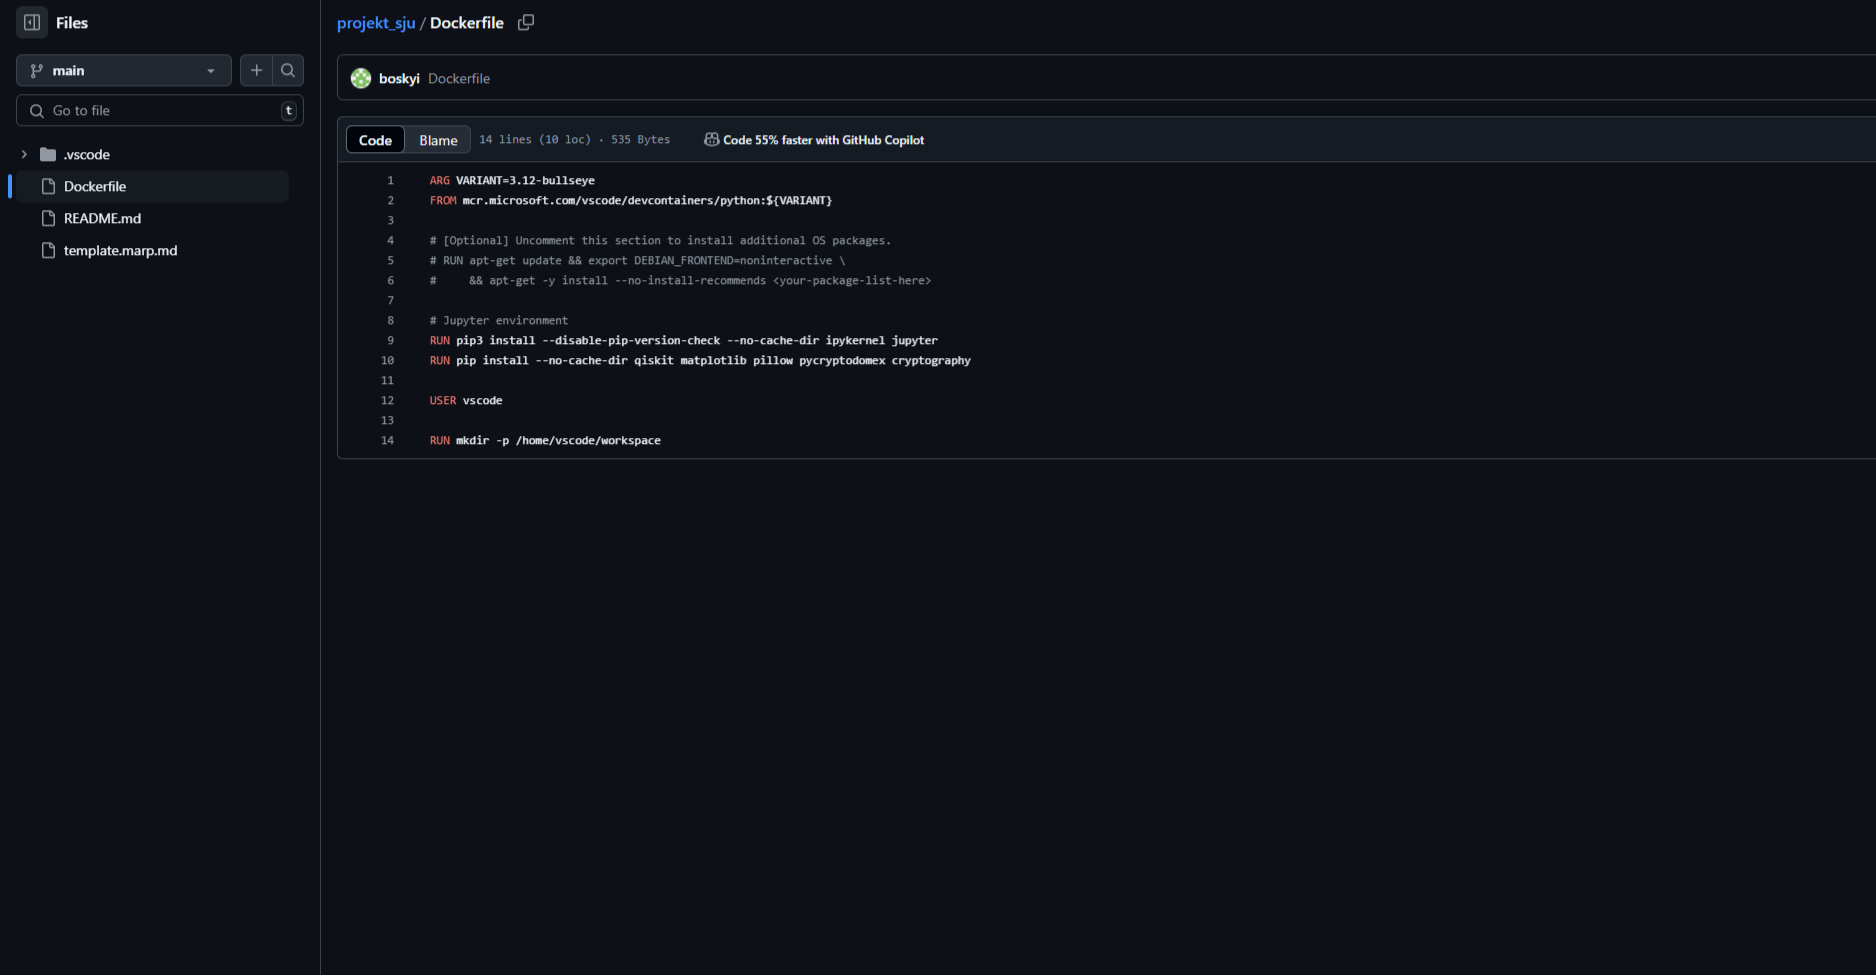 Files
main
Go to file
t
.vscode
Dockerfile
README.md
template.marp.md
projekt_sju / Dockerfile
boskyi Dockerfile
Code Blame 14 lines (10 loc) · 535 Bytes Code 55% faster with GitHub Copilot
1 ARG VARIANT=3.12-bullseye
2 FROM mcr.microsoft.com/vscode/devcontainers/python:${VARIANT}
3
4 # [Optional] Uncomment this section to install additional OS packages.
5 # RUN apt-get update && export DEBIAN_FRONTEND=noninteractive \
6 #     && apt-get -y install --no-install-recommends <your-package-list-here>
7
8 # Jupyter environment
9 RUN pip3 install --disable-pip-version-check --no-cache-dir ipykernel jupyter
10 RUN pip install --no-cache-dir qiskit matplotlib pillow pycryptodomex cryptography
11
12 USER vscode
13
14 RUN mkdir -p /home/vscode/workspace